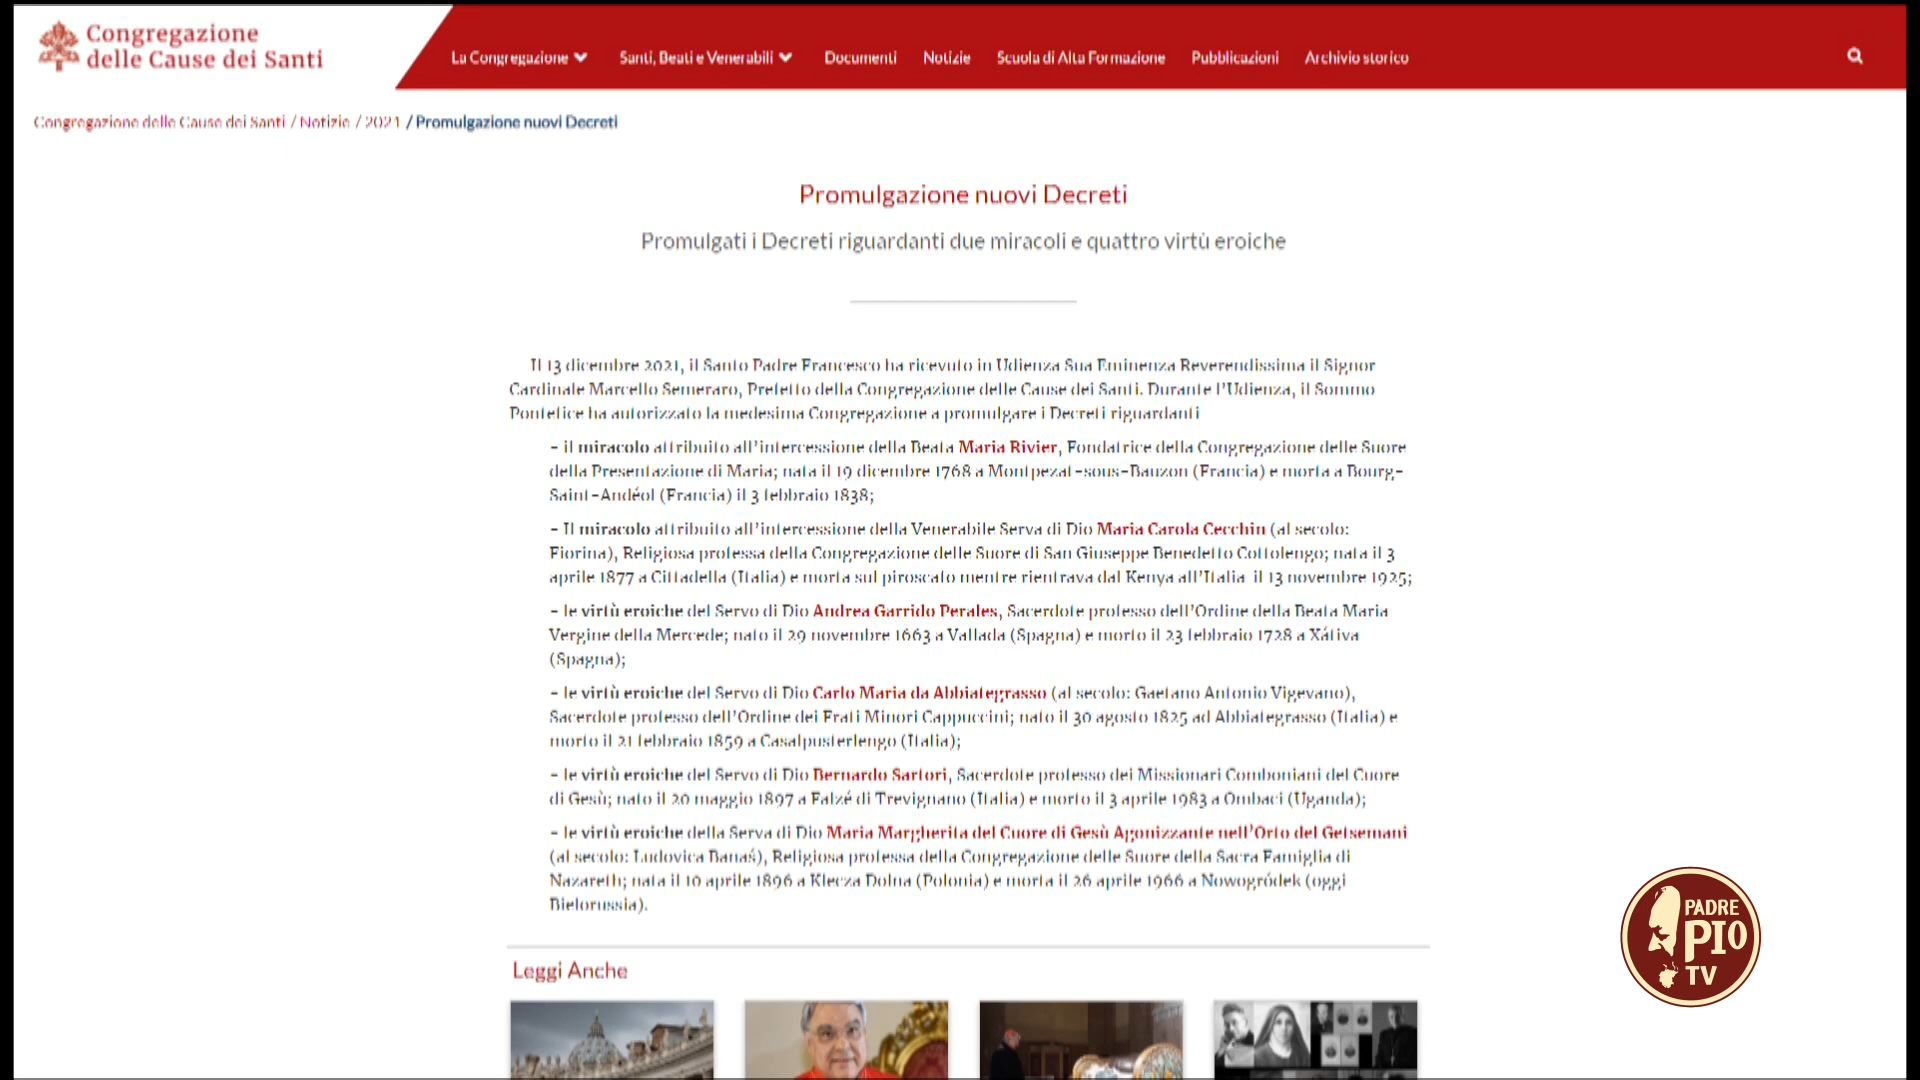 Congregazione
delle Cause dei Santi
La Congregazione
Santi, Beati e Venerabili
Documenti
Notizie
Scuola di Alta Formazione
Pubblicazioni
Archivio storico
Congregazione delle Cause dei Santi / Notizie / 2021 / Promulgazione nuovi Decreti
Promulgazione nuovi Decreti
Promulgati i Decreti riguardanti due miracoli e quattro virtù eroiche
Il 13 dicembre 2021, il Santo Padre Francesco ha ricevuto in Udienza Sua Eminenza Reverendissima il Signor
Cardinale Marcello Semeraro, Prefetto della Congregazione delle Cause dei Santi. Durante l'Udienza, il Sommo
Pontefice ha autorizzato la medesima Congregazione a promulgare i Decreti riguardanti
- il miracolo attribuito all'intercessione della Beata Maria Rivier, Fondatrice della Congregazione delle Suore
della Presentazione di Maria; nata il 19 dicembre 1768 a Montpezat-sous-Bauzon (Francia) e morta a Bourg-
Saint-Andéol (Francia) il 3 febbraio 1838;
- Il miracolo attribuito all'intercessione della Venerabile Serva di Dio Maria Carola Cecchin (al secolo:
Fiorina), Religiosa professa della Congregazione delle Suore di San Giuseppe Benedetto Cottolengo; nata il 3
aprile 1877 a Cittadella (Italia) e morta sul piroscafo mentre rientrava dal Kenya all'Italia il 13 novembre 1925;
- le virtù eroiche del Servo di Dio Andrea Garrido Perales, Sacerdote professo dell'Ordine della Beata Maria
Vergine della Mercede; nato il 29 novembre 1663 a Vallada (Spagna) e morto il 23 febbraio 1728 a Xátiva
(Spagna);
- le virtù eroiche del Servo di Dio Carlo Maria da Abbiategrasso (al secolo: Gaetano Antonio Vigevano),
Sacerdote professo dell'Ordine dei Frati Minori Cappuccini; nato il 30 agosto 1825 ad Abbiategrasso (Italia) e
morto il 21 febbraio 1859 a Casalpusterlengo (Italia);
- le virtù eroiche del Servo di Dio Bernardo Sartori, Sacerdote professo dei Missionari Comboniani del Cuore
di Gesù; nato il 20 maggio 1897 a Falzé di Trevignano (Italia) e morto il 3 aprile 1983 a Ombaci (Uganda);
- le virtù eroiche della Serva di Dio Maria Margherita del Cuore di Gesù Agonizzante nell'Orto del Getsemani
(al secolo: Ludovica Banaś), Religiosa professa della Congregazione delle Suore della Sacra Famiglia di
Nazareth; nata il 10 aprile 1896 a Klecza Dolna (Polonia) e morta il 26 aprile 1966 a Nowogródek (oggi
Bielorussia).
Leggi Anche
PADRE
PIO
TV